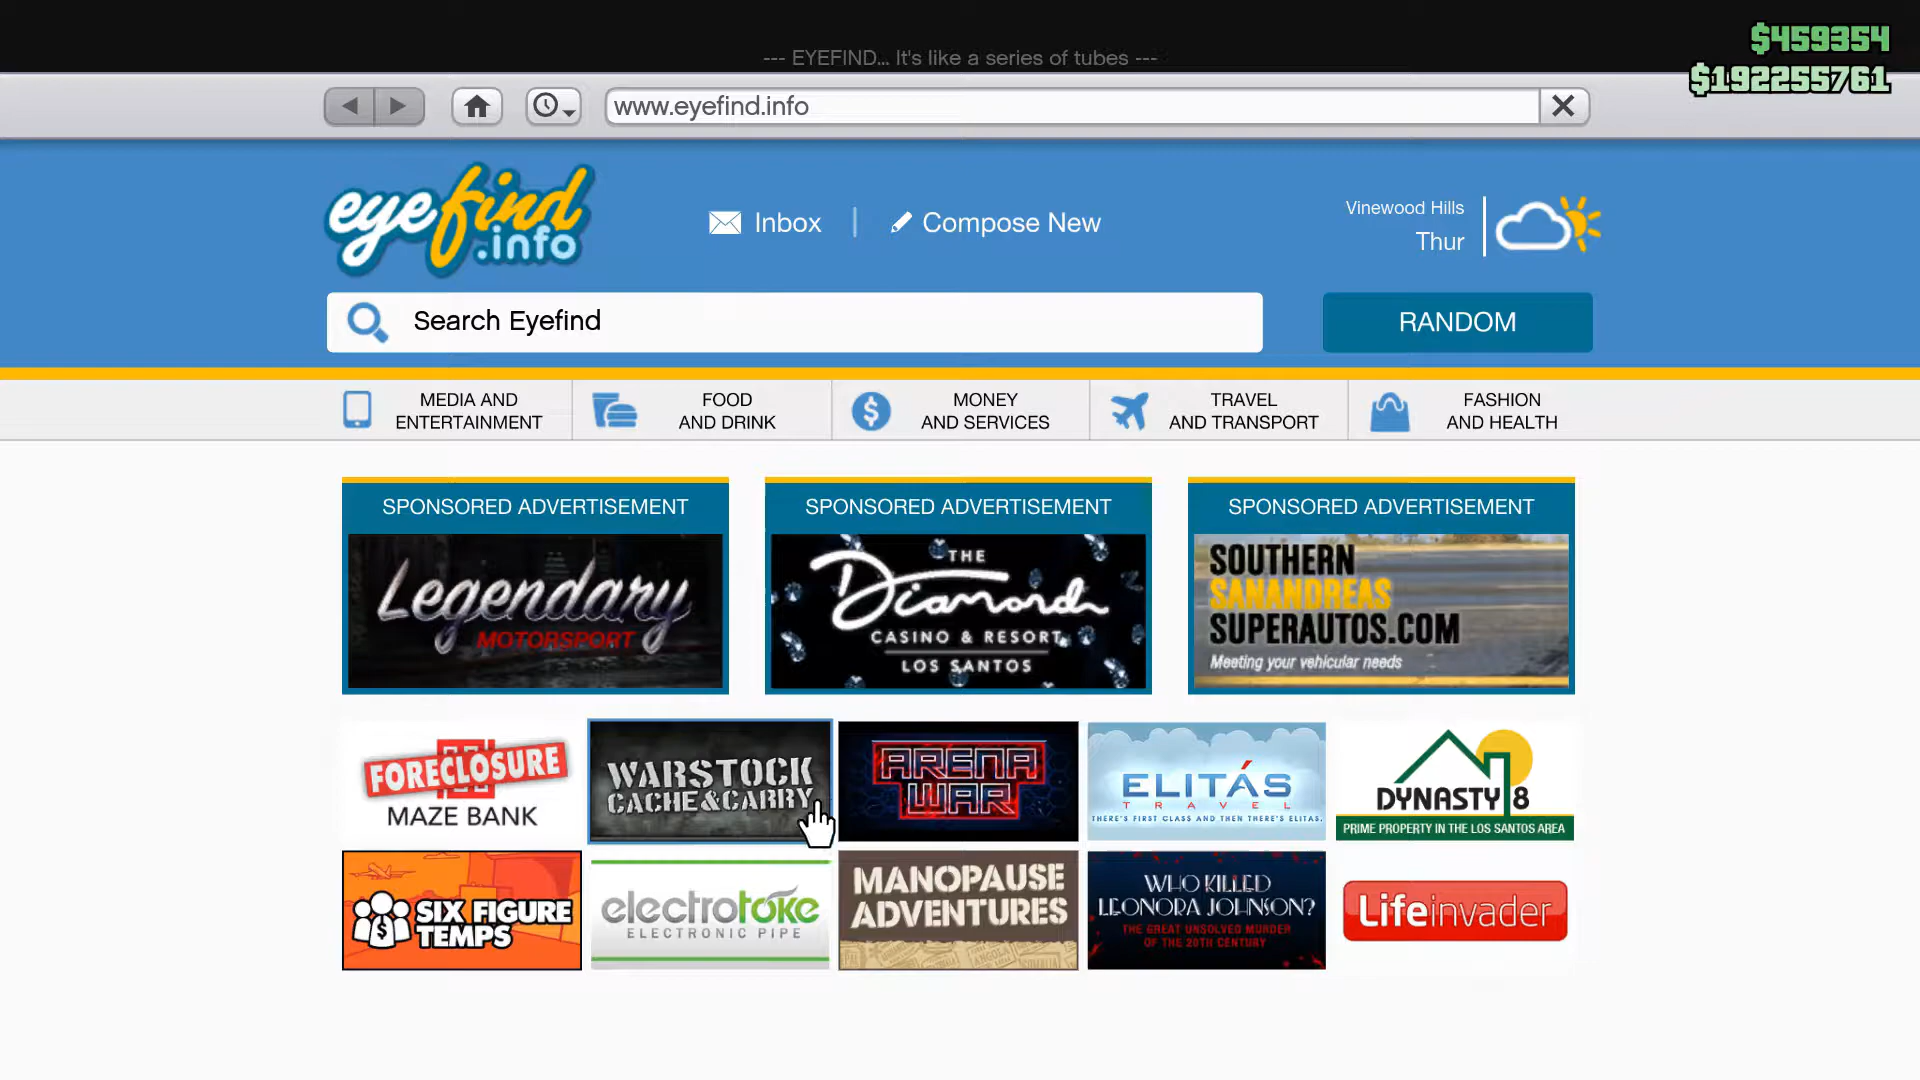 $459354
--- EYEFIND... It's like a series of tubes ---
$192255761
www.eyefind.info
eyefind
.info
Inbox
Compose New
Vinewood Hills
Thur
Search Eyefind
RANDOM
MEDIA AND
ENTERTAINMENT
FOOD
AND DRINK
MONEY
AND SERVICES
TRAVEL
AND TRANSPORT
FASHION
AND HEALTH
SPONSORED ADVERTISEMENT
Legendary
MOTORSPORT
SPONSORED ADVERTISEMENT
THE
Diamond
CASINO & RESORT
LOS SANTOS
SPONSORED ADVERTISEMENT
SOUTHERN
SANANDREAS
SUPERAUTOS.COM
Meeting your vehicular needs
FORECLOSURE
MAZE BANK
WARSTOCK
CACHE&CARRY
ARENA
WAR
ELITÁS
TRAVEL
THERE'S FIRST CLASS AND THEN THERE'S ELITAS.
DYNASTY 8
PRIME PROPERTY IN THE LOS SANTOS AREA
SIX FIGURE
TEMPS
electrotoke
ELECTRONIC PIPE
MANOPAUSE
ADVENTURES
WHO KILLED
LEONORA JOHNSON?
THE GREAT UNSOLVED MURDER
OF THE 20TH CENTURY
Lifeinvader